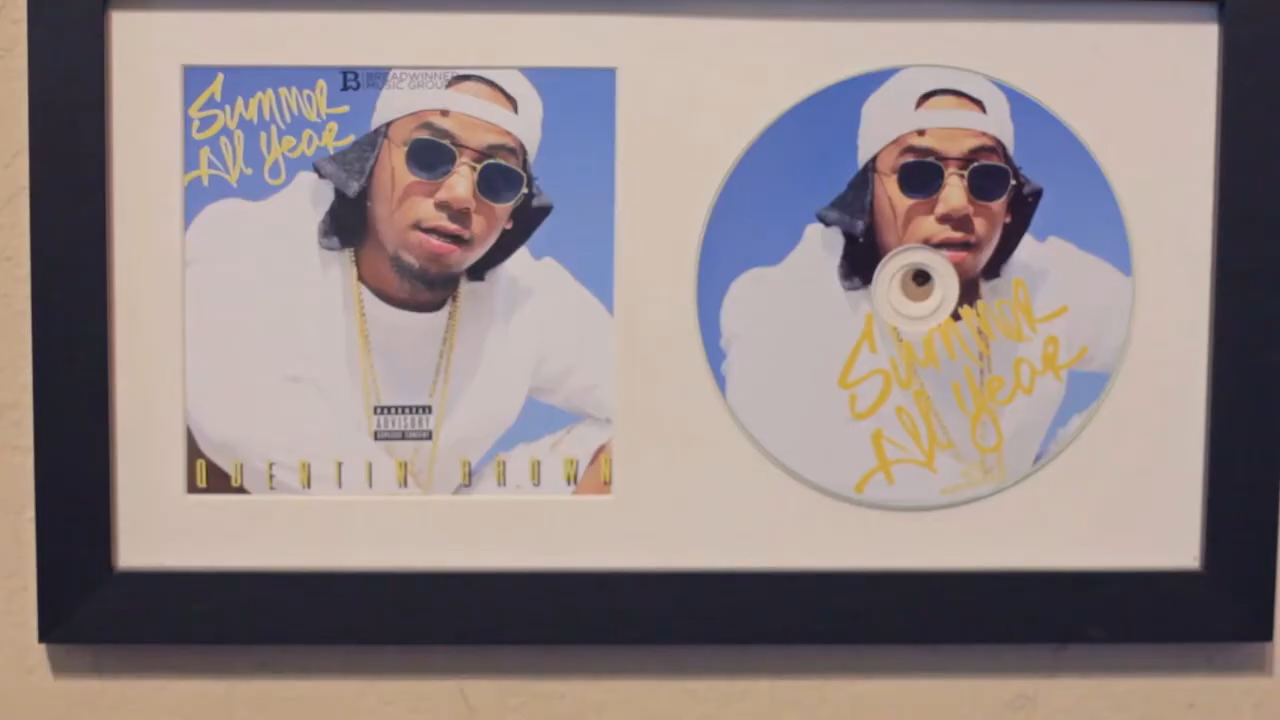 Summer
All Year
B BREADWINNER
MUSIC GROUP
PARENTAL
ADVISORY
EXPLICIT CONTENT
QUENTIN BROWN
Summer
All Year